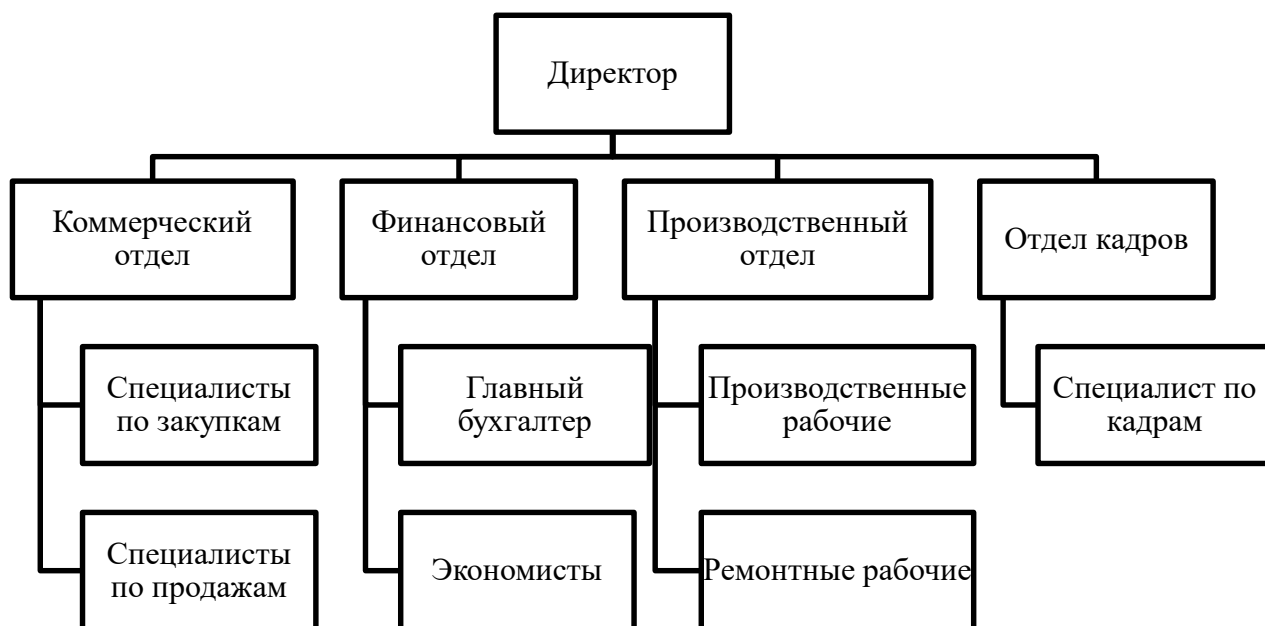 Директор
Коммерческий
отдел
Финансовый
отдел
Производственный
отдел
Отдел кадров
Специалисты
по закупкам
Главный
бухгалтер
Производственные
рабочие
Специалист по
кадрам
Специалисты
по продажам
Экономисты
Ремонтные рабочие